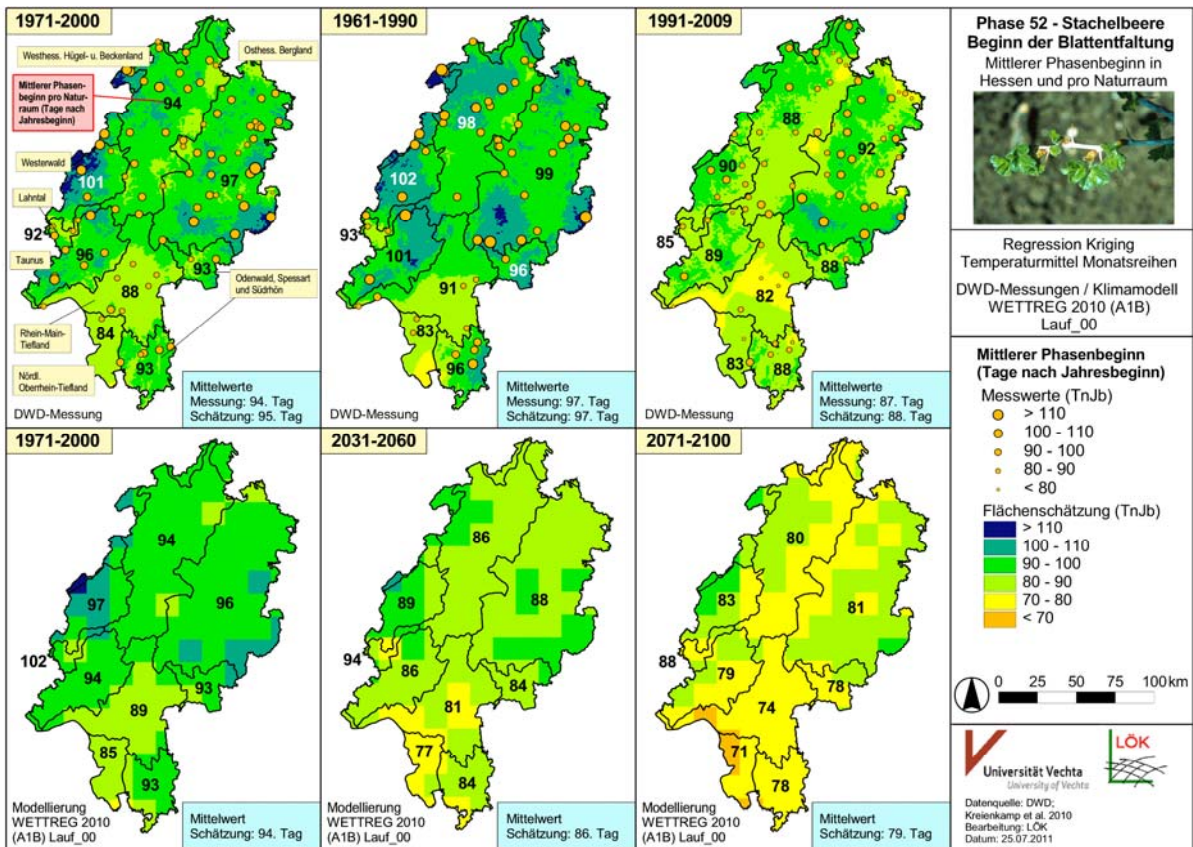 1971-2000
Westhess. Hügel- u. Beckenland
Osthess. Bergland
Mittlerer Phasen-
beginn pro Natur-
raum (Tage nach
Jahresbeginn)
94
Westerwald
101
97
Lahntal
92
Taunus
96
93
88
Odenwald, Spessart
und Südrhön
Rhein-Main-
Tiefland
84
93
Nördl.
Oberrhein-Tiefland
DWD-Messung
Mittelwerte
Messung: 94. Tag
Schätzung: 95. Tag
1961-1990
98
102
99
93
101
96
91
83
96
DWD-Messung
Mittelwerte
Messung: 97. Tag
Schätzung: 97. Tag
1991-2009
88
90
92
85
89
88
82
83
88
Mittelwerte
Messung: 87. Tag
Schätzung: 88. Tag
1971-2000
94
97
96
102
94
93
89
85
93
Modellierung
WETTREG 2010
(A1B) Lauf_00
Mittelwert
Schätzung: 94. Tag
2031-2060
86
89
88
94
86
84
81
77
84
Modellierung
WETTREG 2010
(A1B) Lauf_00
Mittelwert
Schätzung: 86. Tag
2071-2100
80
83
81
88
79
78
74
71
78
Modellierung
WETTREG 2010
(A1B) Lauf_00
Mittelwert
Schätzung: 79. Tag
Phase 52 - Stachelbeere
Beginn der Blattentfaltung
Mittlerer Phasenbeginn in
Hessen und pro Naturraum
Regression Kriging
Temperaturmittel Monatsreihen
DWD-Messungen / Klimamodell
WETTREG 2010 (A1B)
Lauf_00
Mittlerer Phasenbeginn
(Tage nach Jahresbeginn)
Messwerte (TnJb)
> 110
100 - 110
90 - 100
80 - 90
< 80
Flächenschätzung (TnJb)
> 110
100 - 110
90 - 100
80 - 90
70 - 80
< 70
0 25 50 75 100 km
Universität Vechta
University of Vechta
LÖK
Datenquelle: DWD;
Kreienkamp et al. 2010
Bearbeitung: LÖK
Datum: 25.07.2011